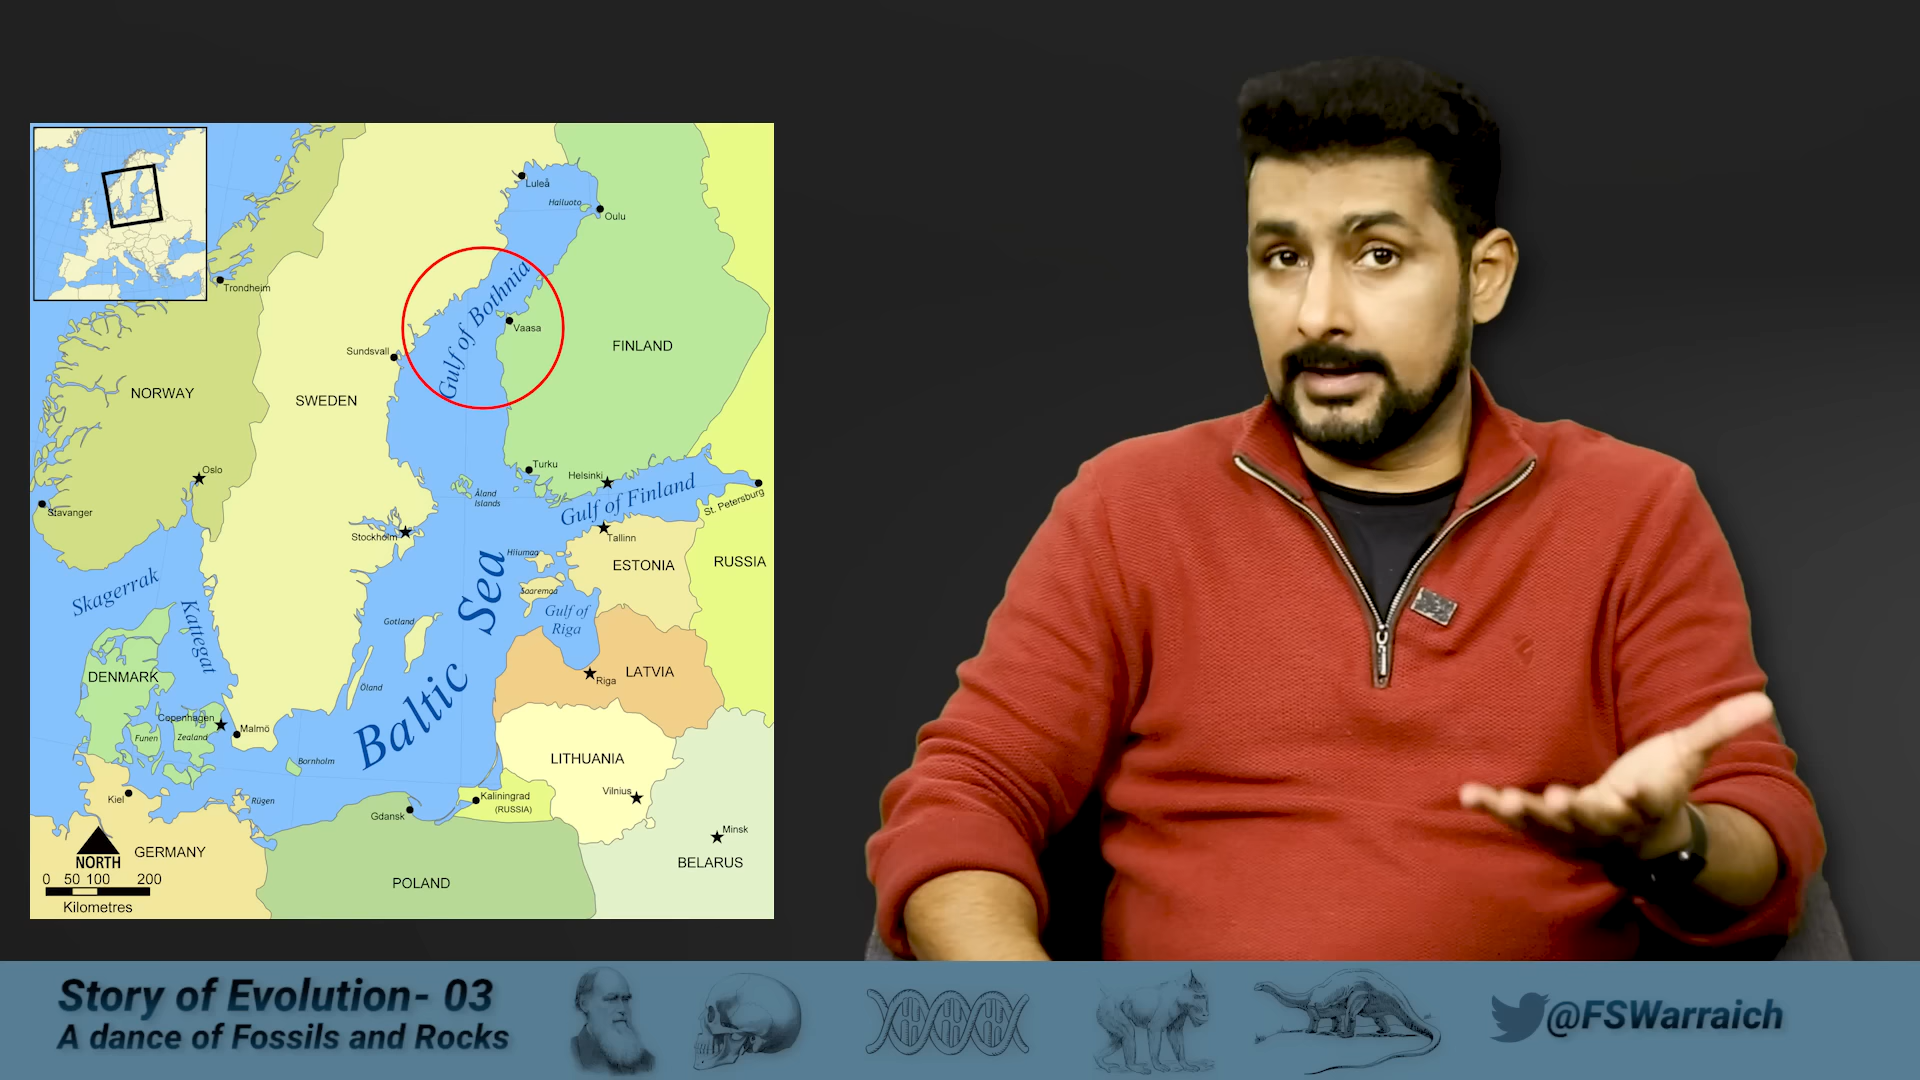 Luleå
Hailuoto
Oulu
Trondheim
Gulf of Bothnia
Vaasa
Sundsvall
FINLAND
NORWAY
SWEDEN
Oslo
Turku
Helsinki
Åland
Islands
Gulf of Finland
St. Petersburg
Stavanger
Stockholm
Tallinn
Hiiumaa
ESTONIA
RUSSIA
Skagerrak
Kattegat
Saaremaa
Gulf of
Riga
Gotland
Baltic Sea
DENMARK
Riga
LATVIA
Öland
Copenhagen
Malmö
Funen
Zealand
Bornholm
LITHUANIA
Kiel
Rügen
Kaliningrad
(RUSSIA)
Vilnius
Gdansk
Minsk
NORTH
GERMANY
BELARUS
0 50 100 200
Kilometres
POLAND
Story of Evolution- 03
A dance of Fossils and Rocks
@FSWarraich